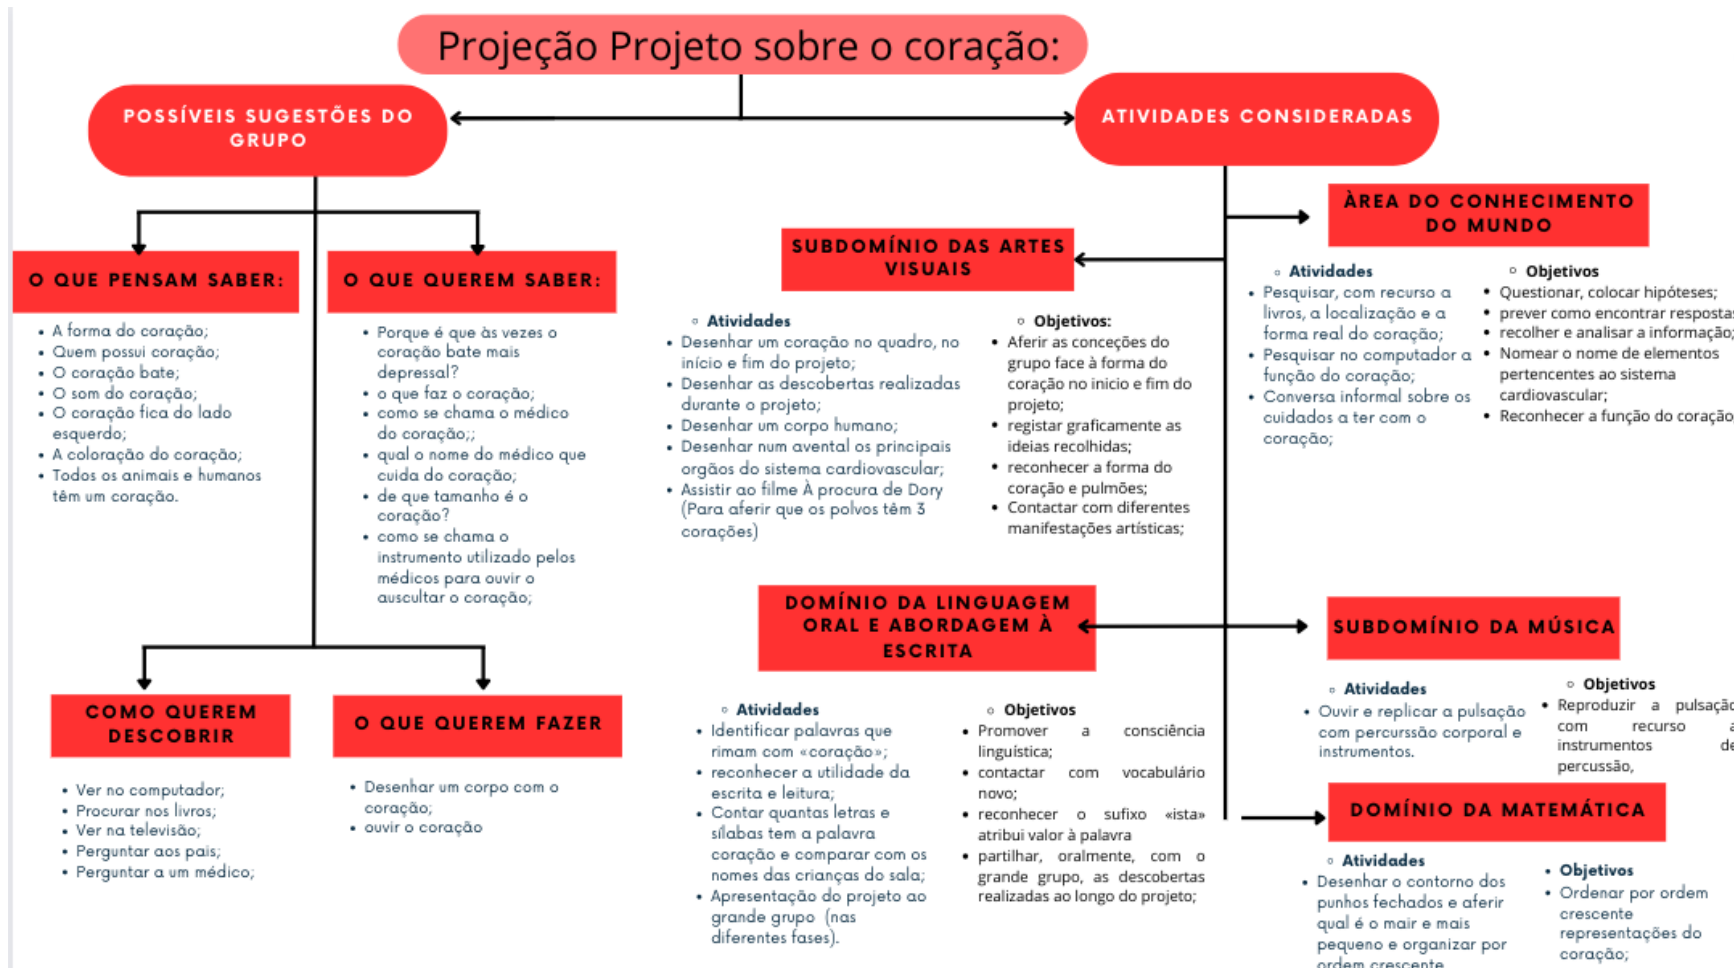 Projeção Projeto sobre o coração:
POSSÍVEIS SUGESTÕES DO
GRUPO
O QUE PENSAM SABER:
• A forma do coração;
• Quem possui coração;
• O coração bate;
• O som do coração;
• O coração fica do lado
esquerdo;
• A coloração do coração;
• Todos os animais e humanos
têm um coração.
O QUE QUEREM SABER:
• Porque é que às vezes o
coração bate mais
depressal?
• o que faz o coração;
• como se chama o médico
do coração;;
• qual o nome do médico que
cuida do coração;
• de que tamanho é o
coração?
• como se chama o
instrumento utilizado pelos
médicos para ouvir o
auscultar o coração;
COMO QUEREM
DESCOBRIR
• Ver no computador;
• Procurar nos livros;
• Ver na televisão;
• Perguntar aos pais;
• Perguntar a um médico;
O QUE QUEREM FAZER
• Desenhar um corpo com o
coração;
• ouvir o coração
ATIVIDADES CONSIDERADAS
SUBDOMÍNIO DAS ARTES
VISUAIS
◦ Atividades
• Desenhar um coração no quadro, no
início e fim do projeto;
• Desenhar as descobertas realizadas
durante o projeto;
• Desenhar um corpo humano;
• Desenhar num avental os principais
orgãos do sistema cardiovascular;
• Assistir ao filme À procura de Dory
(Para aferir que os polvos têm 3
corações)
◦ Objetivos:
• Aferir as conceções do
grupo face à forma do
coração no inicio e fim do
projeto;
• registar graficamente as
ideias recolhidas;
• reconhecer a forma do
coração e pulmões;
• Contactar com diferentes
manifestações artísticas;
ÀREA DO CONHECIMENTO
DO MUNDO
◦ Atividades
• Pesquisar, com recurso a
livros, a localização e a
forma real do coração;
• Pesquisar no computador a
função do coração;
• Conversa informal sobre os
cuidados a ter com o
coração;
◦ Objetivos
• Questionar, colocar hipóteses;
• prever como encontrar respostas
• recolher e analisar a informação;
• Nomear o nome de elementos
pertencentes ao sistema
cardiovascular;
• Reconhecer a função do coração
DOMÍNIO DA LINGUAGEM
ORAL E ABORDAGEM À
ESCRITA
◦ Atividades
• Identificar palavras que
rimam com «coração»;
• reconhecer a utilidade da
escrita e leitura;
• Contar quantas letras e
sílabas tem a palavra
coração e comparar com os
nomes das crianças do sala;
• Apresentação do projeto ao
grande grupo (nas
diferentes fases).
◦ Objetivos
• Promover a consciência
linguística;
• contactar com vocabulário
novo;
• reconhecer o sufixo «ista»
atribui valor à palavra
• partilhar, oralmente, com o
grande grupo, as descobertas
realizadas ao longo do projeto;
SUBDOMÍNIO DA MÚSICA
◦ Atividades
• Ouvir e replicar a pulsação
com percurssão corporal e
instrumentos.
◦ Objetivos
• Reproduzir a pulsação
com recurso a
instrumentos de
percussão,
DOMÍNIO DA MATEMÁTICA
◦ Atividades
• Desenhar o contorno dos
punhos fechados e aferir
qual é o mair e mais
pequeno e organizar por
ordem crescente
• Objetivos
• Ordenar por ordem
crescente
representações do
coração;